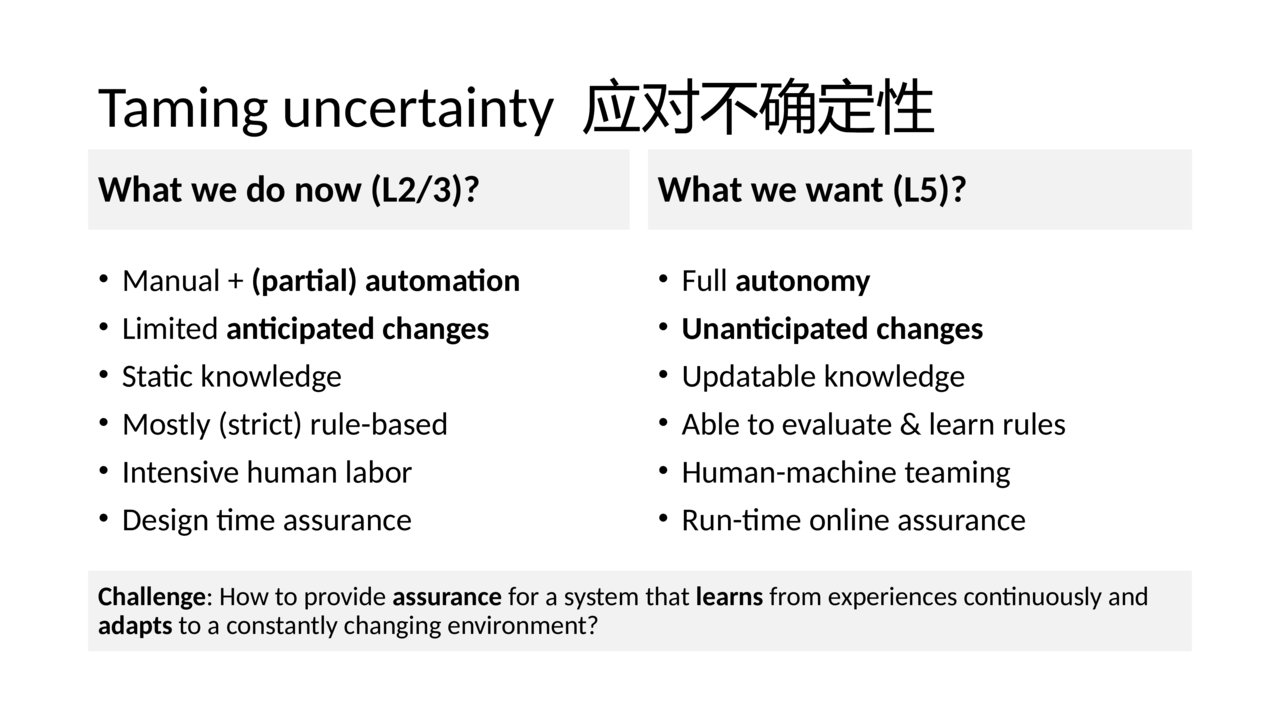 Taming uncertainty 应对不确定性
What we do now (L2/3)?
• Manual + (partial) automation
• Limited anticipated changes
• Static knowledge
• Mostly (strict) rule-based
• Intensive human labor
• Design time assurance
What we want (L5)?
• Full autonomy
• Unanticipated changes
• Updatable knowledge
• Able to evaluate & learn rules
• Human-machine teaming
• Run-time online assurance
Challenge: How to provide assurance for a system that learns from experiences continuously and
adapts to a constantly changing environment?